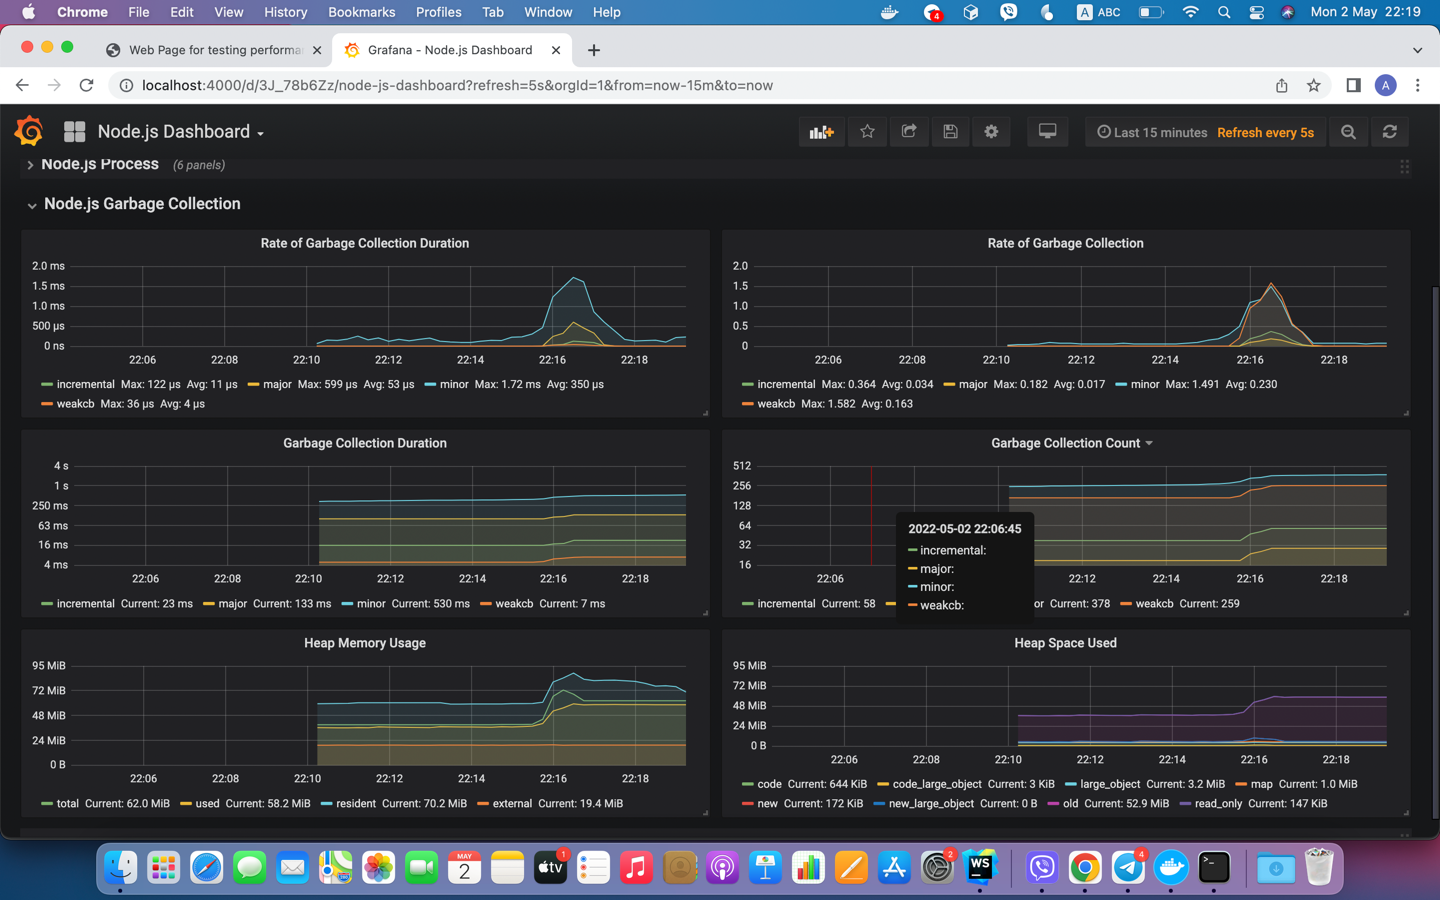 Chrome File Edit View History Bookmarks Profiles Tab Window Help 4 A ABC Mon 2 May 22:19
Web Page for testing performa Grafana - Node.js Dashboard
localhost:4000/d/3J_78b6Zz/node-js-dashboard?refresh=5s&orgId=1&from=now-15m&to=now A
Node.js Dashboard Last 15 minutes Refresh every 5s
Node.js Process (6 panels)
Node.js Garbage Collection
Rate of Garbage Collection Duration
2.0 ms
1.5 ms
1.0 ms
500 µs
0 ns
22:06 22:08 22:10 22:12 22:14 22:16 22:18
incremental Max: 122 µs Avg: 11 µs major Max: 599 µs Avg: 53 µs minor Max: 1.72 ms Avg: 350 µs
weakcb Max: 36 µs Avg: 4 µs
Rate of Garbage Collection
2.0
1.5
1.0
0.5
0
22:06 22:08 22:10 22:12 22:14 22:16 22:18
incremental Max: 0.364 Avg: 0.034 major Max: 0.182 Avg: 0.017 minor Max: 1.491 Avg: 0.230
weakcb Max: 1.582 Avg: 0.163
Garbage Collection Duration
4 s
1 s
250 ms
63 ms
16 ms
4 ms
22:06 22:08 22:10 22:12 22:14 22:16 22:18
incremental Current: 23 ms major Current: 133 ms minor Current: 530 ms weakcb Current: 7 ms
Garbage Collection Count
512
256
128
64
32
16
22:06 22:12 22:14 22:16 22:18
incremental Current: 58 or Current: 378 weakcb Current: 259
2022-05-02 22:06:45
incremental:
major:
minor:
weakcb:
Heap Memory Usage
95 MiB
72 MiB
48 MiB
24 MiB
0 B
22:06 22:08 22:10 22:12 22:14 22:16 22:18
total Current: 62.0 MiB used Current: 58.2 MiB resident Current: 70.2 MiB external Current: 19.4 MiB
Heap Space Used
95 MiB
72 MiB
48 MiB
24 MiB
0 B
22:06 22:08 22:10 22:12 22:14 22:16 22:18
code Current: 644 KiB code_large_object Current: 3 KiB large_object Current: 3.2 MiB map Current: 1.0 MiB
new Current: 172 KiB new_large_object Current: 0 B old Current: 52.9 MiB read_only Current: 147 KiB
MAY
2
tv
1
2
WS
4